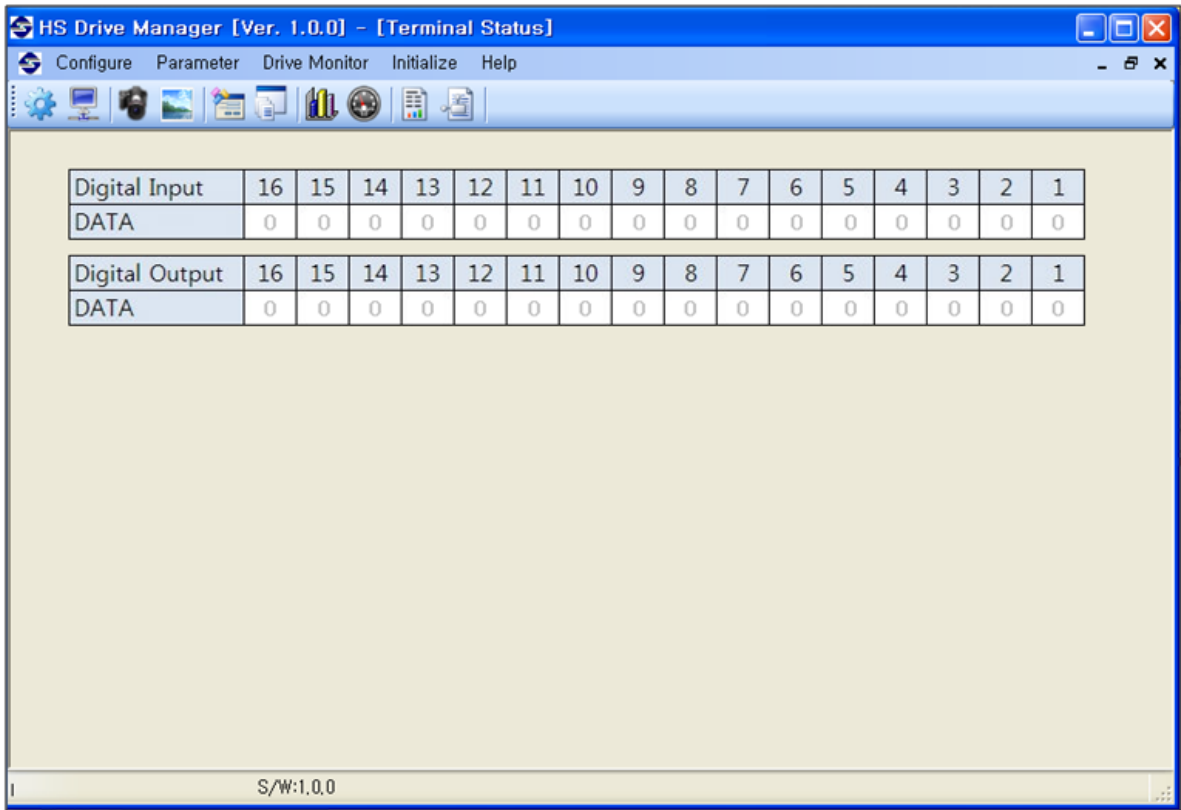 HS Drive Manager [Ver. 1.0.0] - [Terminal Status]
Configure Parameter Drive Monitor Initialize Help
Digital Input 16 15 14 13 12 11 10 9 8 7 6 5 4 3 2 1
DATA 0 0 0 0 0 0 0 0 0 0 0 0 0 0 0 0
Digital Output 16 15 14 13 12 11 10 9 8 7 6 5 4 3 2 1
DATA 0 0 0 0 0 0 0 0 0 0 0 0 0 0 0 0
S/W:1.0.0